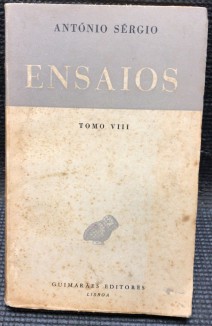 ANTÓNIO SÉRGIO
ENSAIOS
TOMO VIII
GUIMARÃES EDITORES
LISBOA